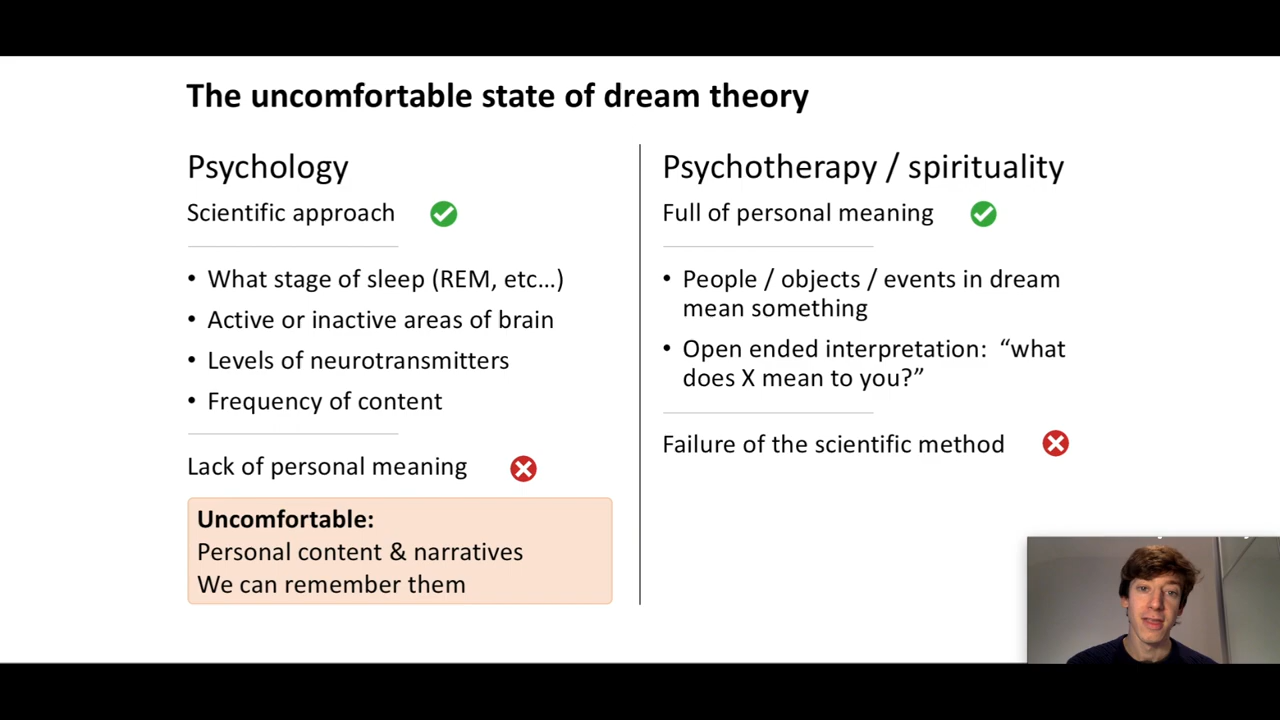 The uncomfortable state of dream theory
Psychology
Scientific approach
• What stage of sleep (REM, etc…)
• Active or inactive areas of brain
• Levels of neurotransmitters
• Frequency of content
Lack of personal meaning
Uncomfortable:
Personal content & narratives
We can remember them
Psychotherapy / spirituality
Full of personal meaning
• People / objects / events in dream
mean something
• Open ended interpretation:  “what
does X mean to you?”
Failure of the scientific method